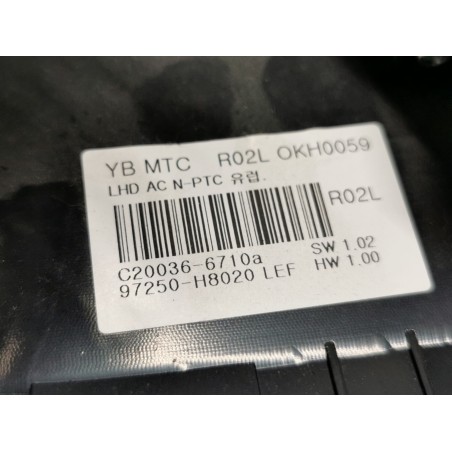 YB MTC R02L OKH0059
LHD AC N-PTC 유럽.
R02L
C20036-6710a SW 1.02
97250-H8020 LEF HW 1.00